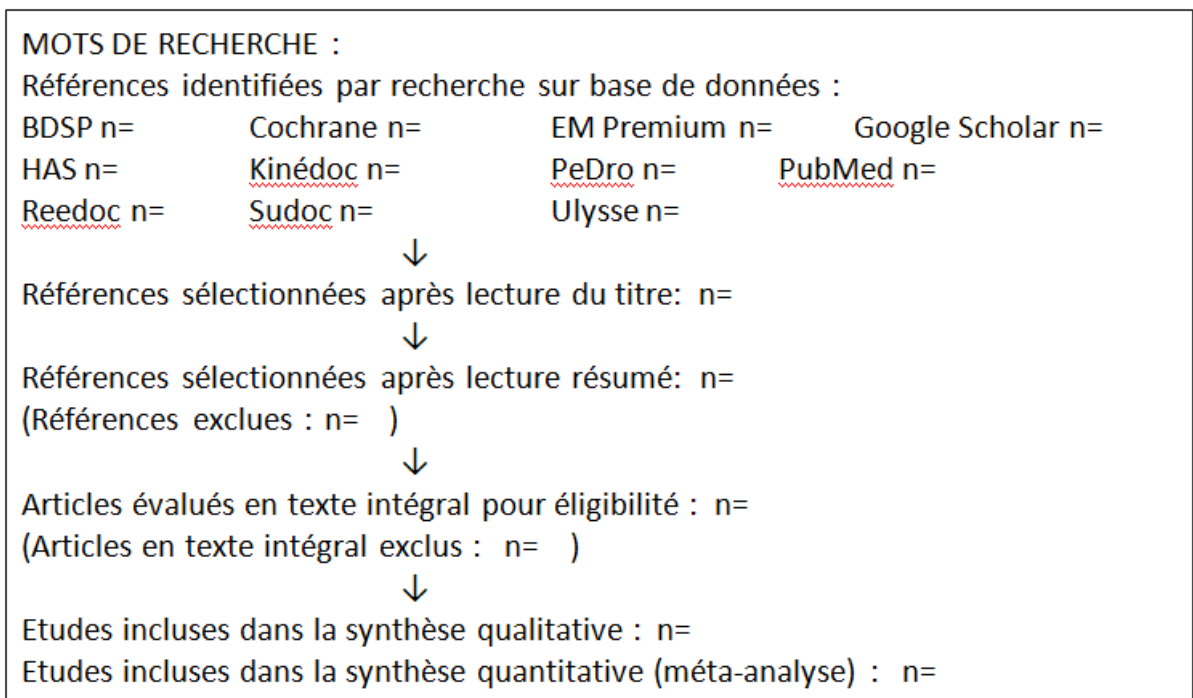 MOTS DE RECHERCHE :
Références identifiées par recherche sur base de données :
BDSP n= Cochrane n= EM Premium n= Google Scholar n=
HAS n= Kinédoc n= PeDro n= PubMed n=
Reedoc n= Sudoc n= Ulysse n=
↓
Références sélectionnées après lecture du titre: n=
↓
Références sélectionnées après lecture résumé: n=
(Références exclues : n= )
↓
Articles évalués en texte intégral pour éligibilité : n=
(Articles en texte intégral exclus : n= )
↓
Etudes incluses dans la synthèse qualitative : n=
Etudes incluses dans la synthèse quantitative (méta-analyse) : n=